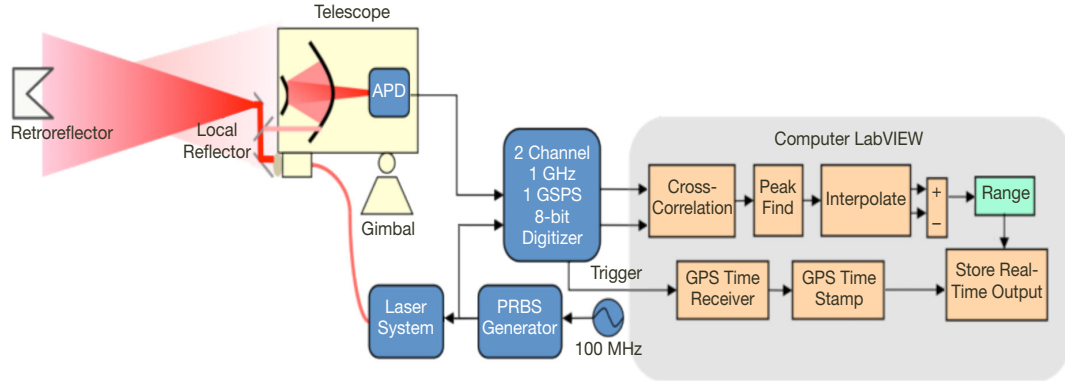 Telescope
APD
Retroreflector
Local
Reflector
Gimbal
2 Channel
1 GHz
1 GSPS
8-bit
Digitizer
Trigger
Laser
System
PRBS
Generator
100 MHz
Computer LabVIEW
Cross-
Correlation
Peak
Find
Interpolate
+
−
Range
GPS Time
Receiver
GPS Time
Stamp
Store Real-
Time Output